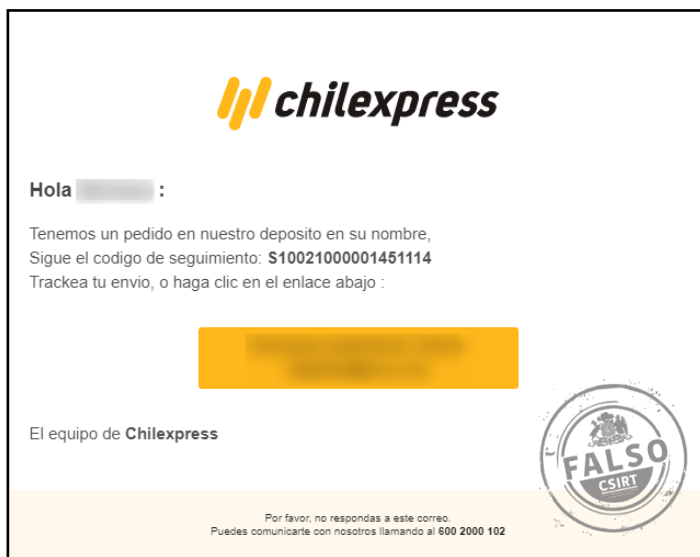 chilexpress
Hola :
Tenemos un pedido en nuestro deposito en su nombre,
Sigue el codigo de seguimiento: S10021000001451114
Trackea tu envio, o haga clic en el enlace abajo :
El equipo de Chilexpress
FALSO
CSIRT
Por favor, no respondas a este correo.
Puedes comunicarte con nosotros llamando al 600 2000 102